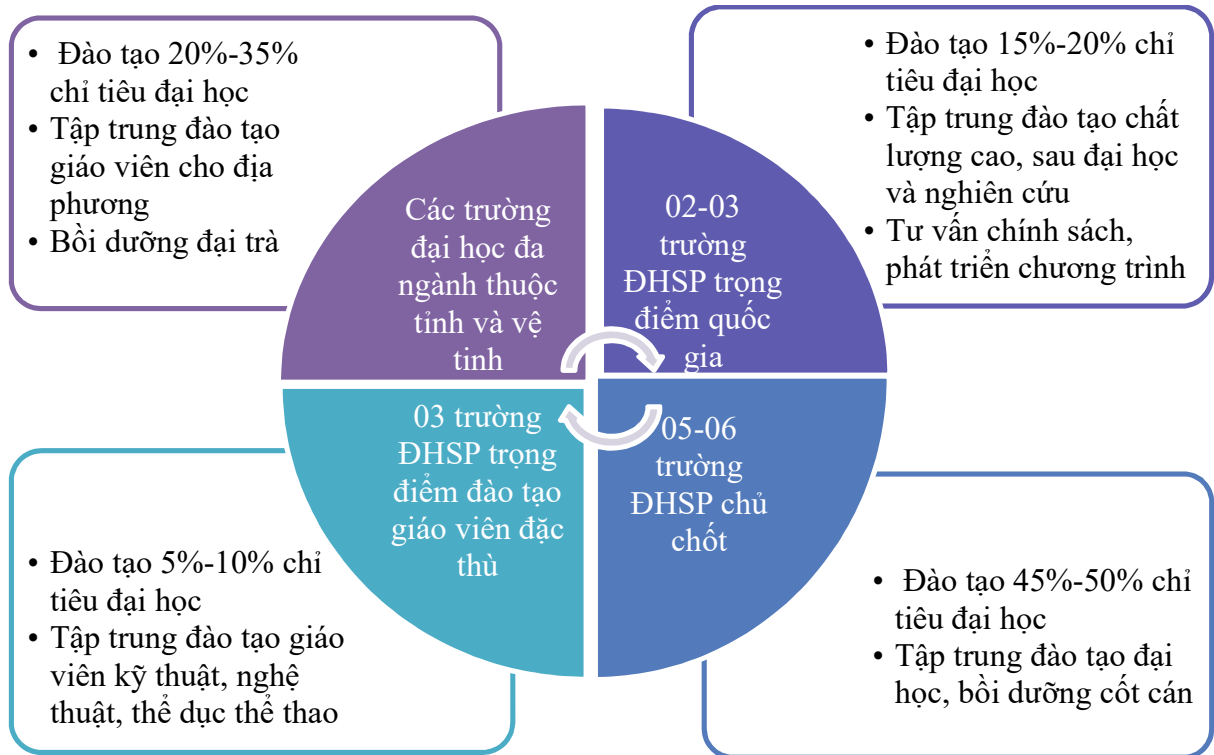 • Đào tạo 20%-35%
chỉ tiêu đại học
• Tập trung đào tạo
giáo viên cho địa
phương
• Bồi dưỡng đại trà
• Đào tạo 15%-20% chỉ
tiêu đại học
• Tập trung đào tạo chất
lượng cao, sau đại học
và nghiên cứu
• Tư vấn chính sách,
phát triển chương trình
Các trường
đại học đa
ngành thuộc
tỉnh và vệ
tinh
02-03
trường
ĐHSP trọng
điểm quốc
gia
03 trường
ĐHSP trọng
điểm đào tạo
giáo viên đặc
thù
05-06
trường
ĐHSP chủ
chốt
• Đào tạo 5%-10% chỉ
tiêu đại học
• Tập trung đào tạo giáo
viên kỹ thuật, nghệ
thuật, thể dục thể thao
• Đào tạo 45%-50% chỉ
tiêu đại học
• Tập trung đào tạo đại
học, bồi dưỡng cốt cán